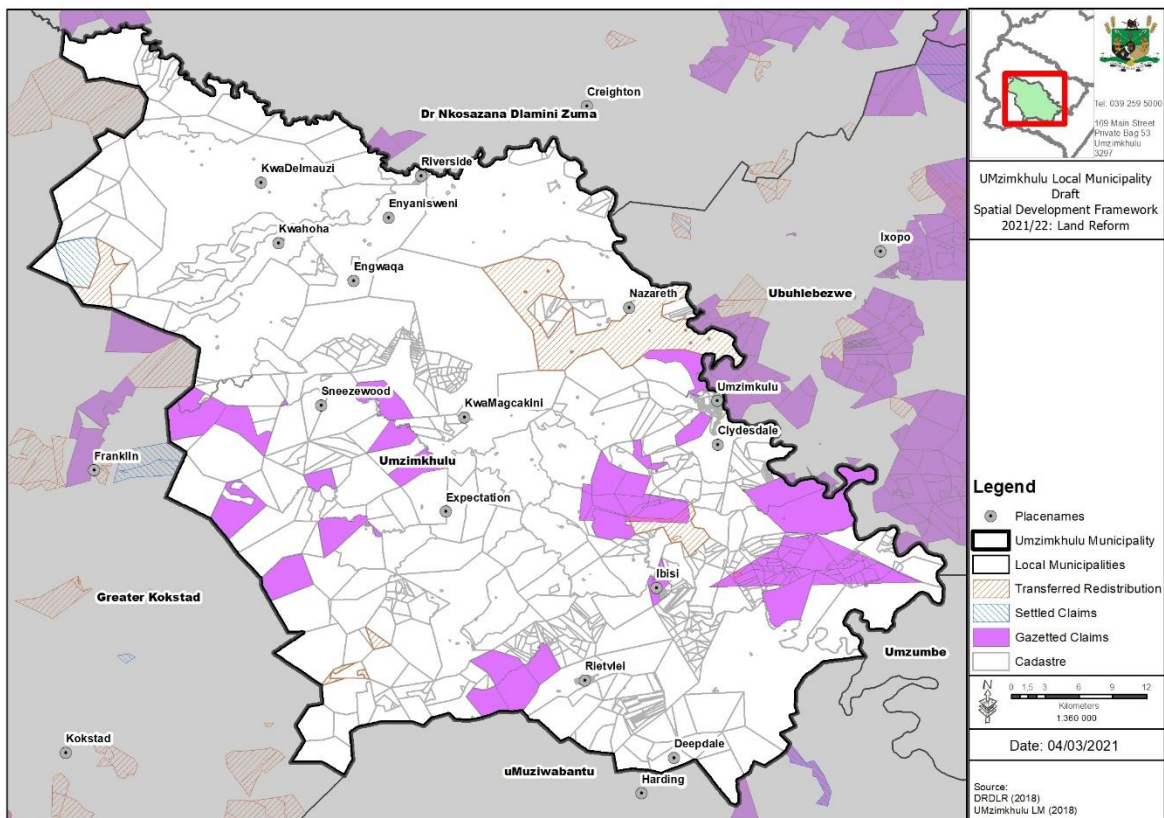 Creighton
Dr Nkosazana Dlamini Zuma
Riverside
KwaDelmauzi
Enyanisweni
Kwahoha
Ixopo
Engwaqa
Ubuhlebezwe
Nazareth
Umzimkulu
Sneezewood
KwaMagcakini
Clydesdale
Umzimkhulu
Franklin
Expectation
Ibisi
Greater Kokstad
Umzumbe
Rietvlei
Kokstad
Deepdale
uMuziwabantu
Harding
Tel. 039 259 5000
169 Main Street
Private Bag 53
Umzimkhulu
3297
UMzimkhulu Local Municipality
Draft
Spatial Development Framework
2021/22: Land Reform
Legend
Placenames
Umzimkhulu Municipality
Local Municipalities
Transferred Redistribution
Settled Claims
Gazetted Claims
Cadastre
N
0 1,5 3 6 9 12
Kilometers
1:360 000
Date: 04/03/2021
Source:
DRDLR (2018)
UMzimkhulu LM (2018)